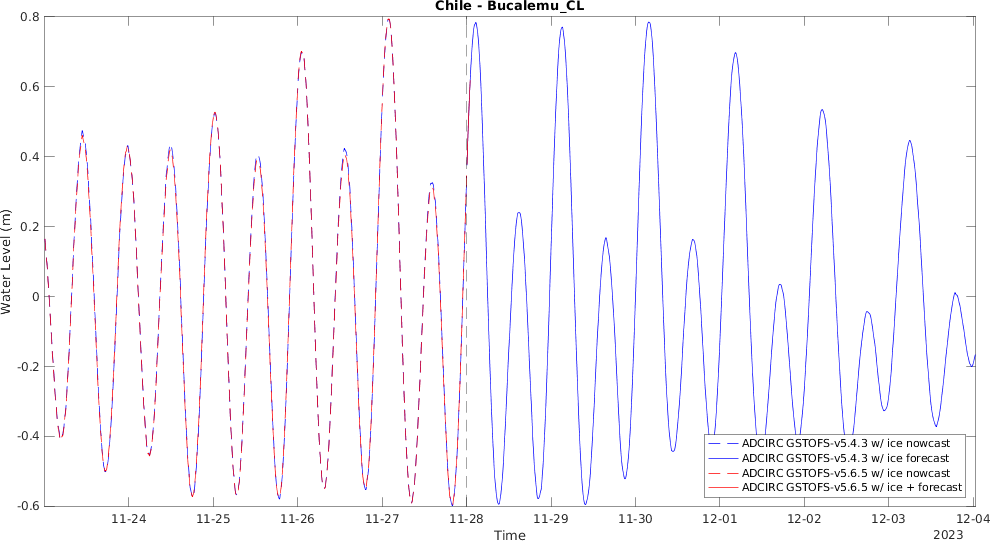 Chile - Bucalemu_CL
0.8
0.6
0.4
0.2
0
-0.2
-0.4
-0.6
Water Level (m)
11-24
11-25
11-26
11-27
11-28
11-29
11-30
12-01
12-02
12-03
12-04
Time
2023
ADCIRC GSTOFS-v5.4.3 w/ ice nowcast
ADCIRC GSTOFS-v5.4.3 w/ ice forecast
ADCIRC GSTOFS-v5.6.5 w/ ice nowcast
ADCIRC GSTOFS-v5.6.5 w/ ice + forecast